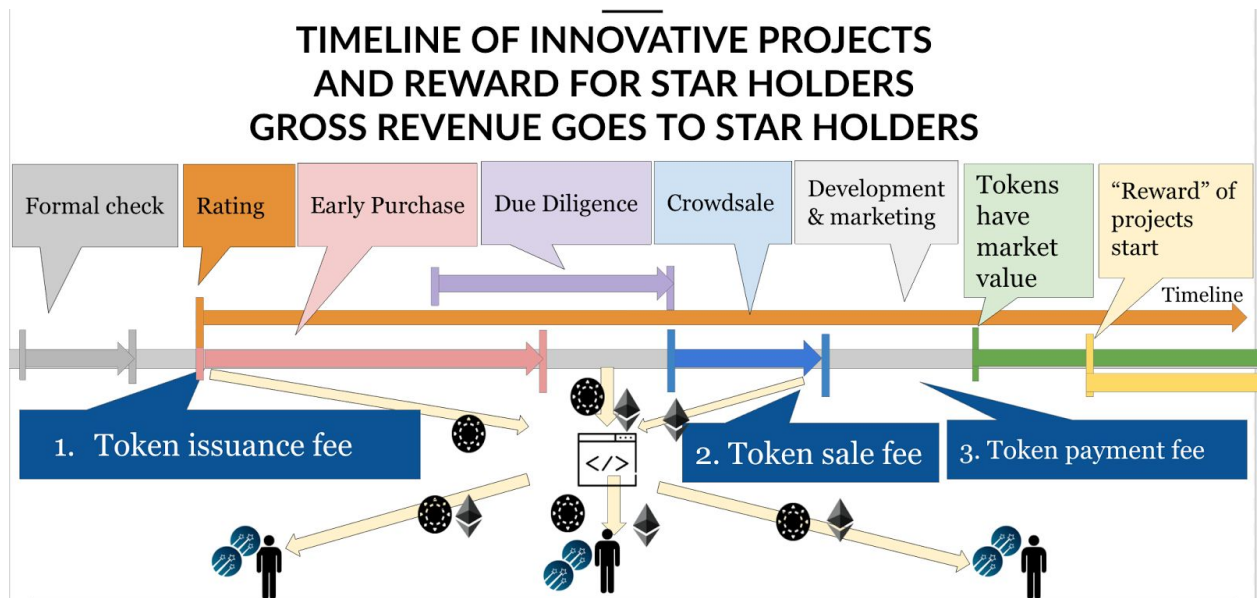 TIMELINE OF INNOVATIVE PROJECTS
AND REWARD FOR STAR HOLDERS
GROSS REVENUE GOES TO STAR HOLDERS
Formal check
Rating
Early Purchase
Due Diligence
Crowdsale
Development
& marketing
Tokens
have
market
value
“Reward” of
projects
start
Timeline
1. Token issuance fee
</>
2. Token sale fee
3. Token payment fee